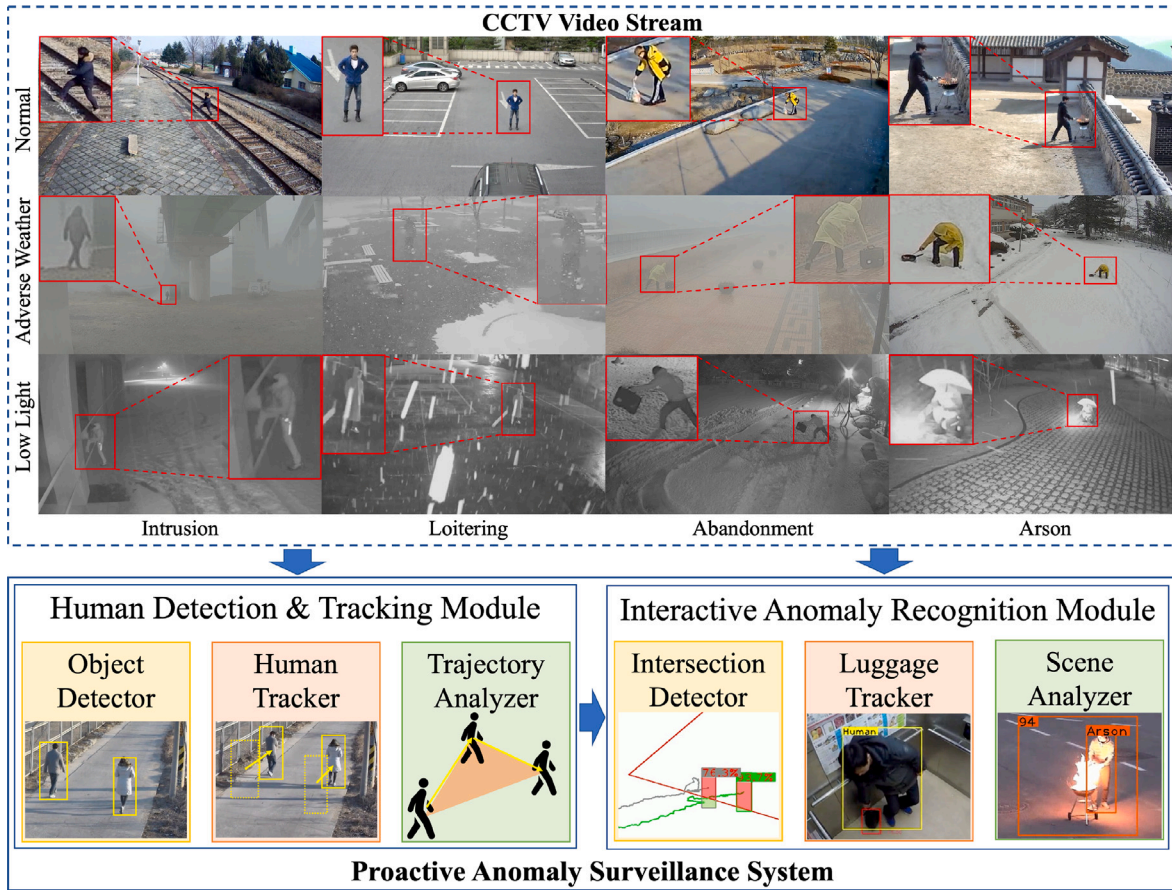 CCTV Video Stream
Normal
Adverse Weather
Low Light
Intrusion
Loitering
Abandonment
Arson
Human Detection & Tracking Module
Object
Detector
Human
Tracker
Trajectory
Analyzer
Interactive Anomaly Recognition Module
Intersection
Detector
76.3%
Luggage
Tracker
Human
Scene
Analyzer
94
Arson
Proactive Anomaly Surveillance System